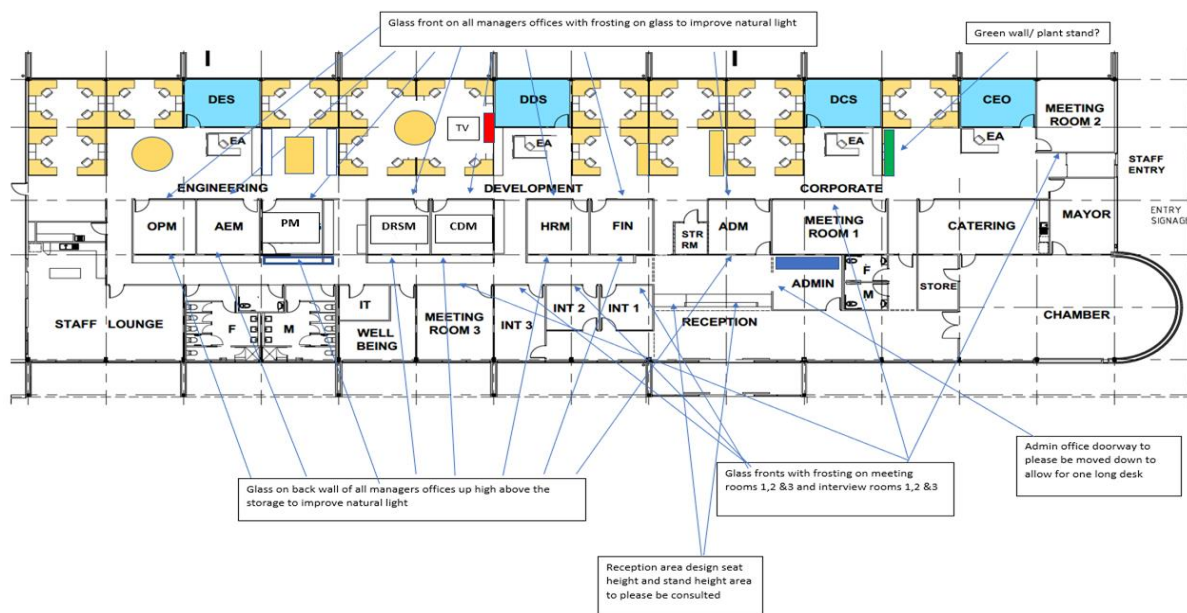 Glass front on all managers offices with frosting on glass to improve natural light
Green wall/ plant stand?
DES
DDS
DCS
CEO
MEETING
ROOM 2
TV
EA
EA
EA
EA
STAFF
ENTRY
ENGINEERING
DEVELOPMENT
CORPORATE
OPM
AEM
PM
DRSM
CDM
HRM
FIN
STR
RM
ADM
MEETING
ROOM 1
CATERING
MAYOR
ENTRY
SIGNAGE
STAFF LOUNGE
F
M
IT
WELL
BEING
MEETING
ROOM 3
INT 3
INT 2
INT 1
RECEPTION
ADMIN
F
M
STORE
CHAMBER
Glass on back wall of all managers offices up high above the
storage to improve natural light
Glass fronts with frosting on meeting
rooms 1,2 &3 and interview rooms 1,2 &3
Admin office doorway to
please be moved down to
allow for one long desk
Reception area design seat
height and stand height area
to please be consulted